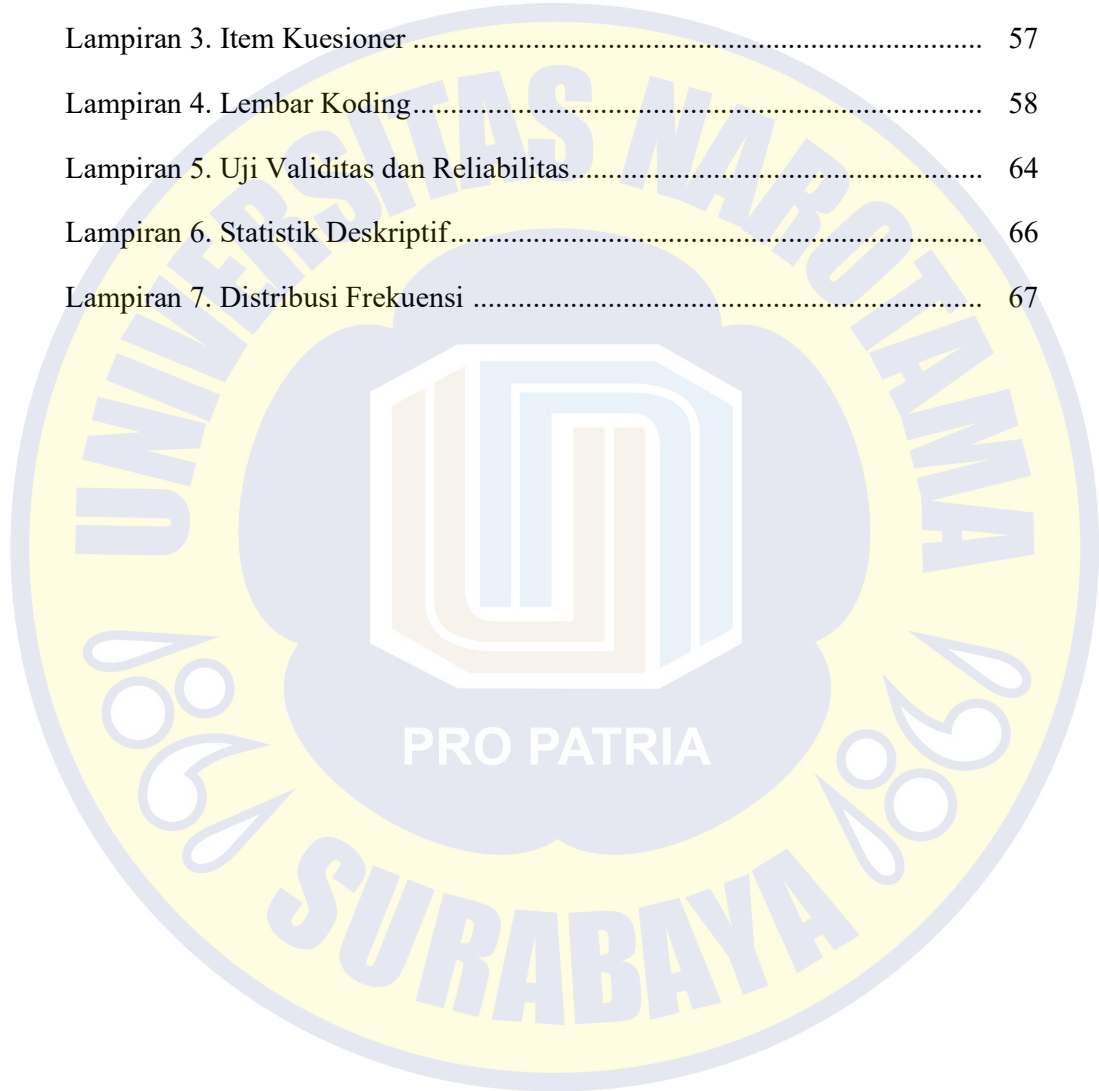 Lampiran 3. Item Kuesioner ........................................................................ 57
Lampiran 4. Lembar Koding........................................................................ 58
Lampiran 5. Uji Validitas dan Reliabilitas.................................................... 64
Lampiran 6. Statistik Deskriptif................................................................... 66
Lampiran 7. Distribusi Frekuensi ................................................................ 67
UNIVERSITAS NAROTAMA
PRO PATRIA
SURABAYA